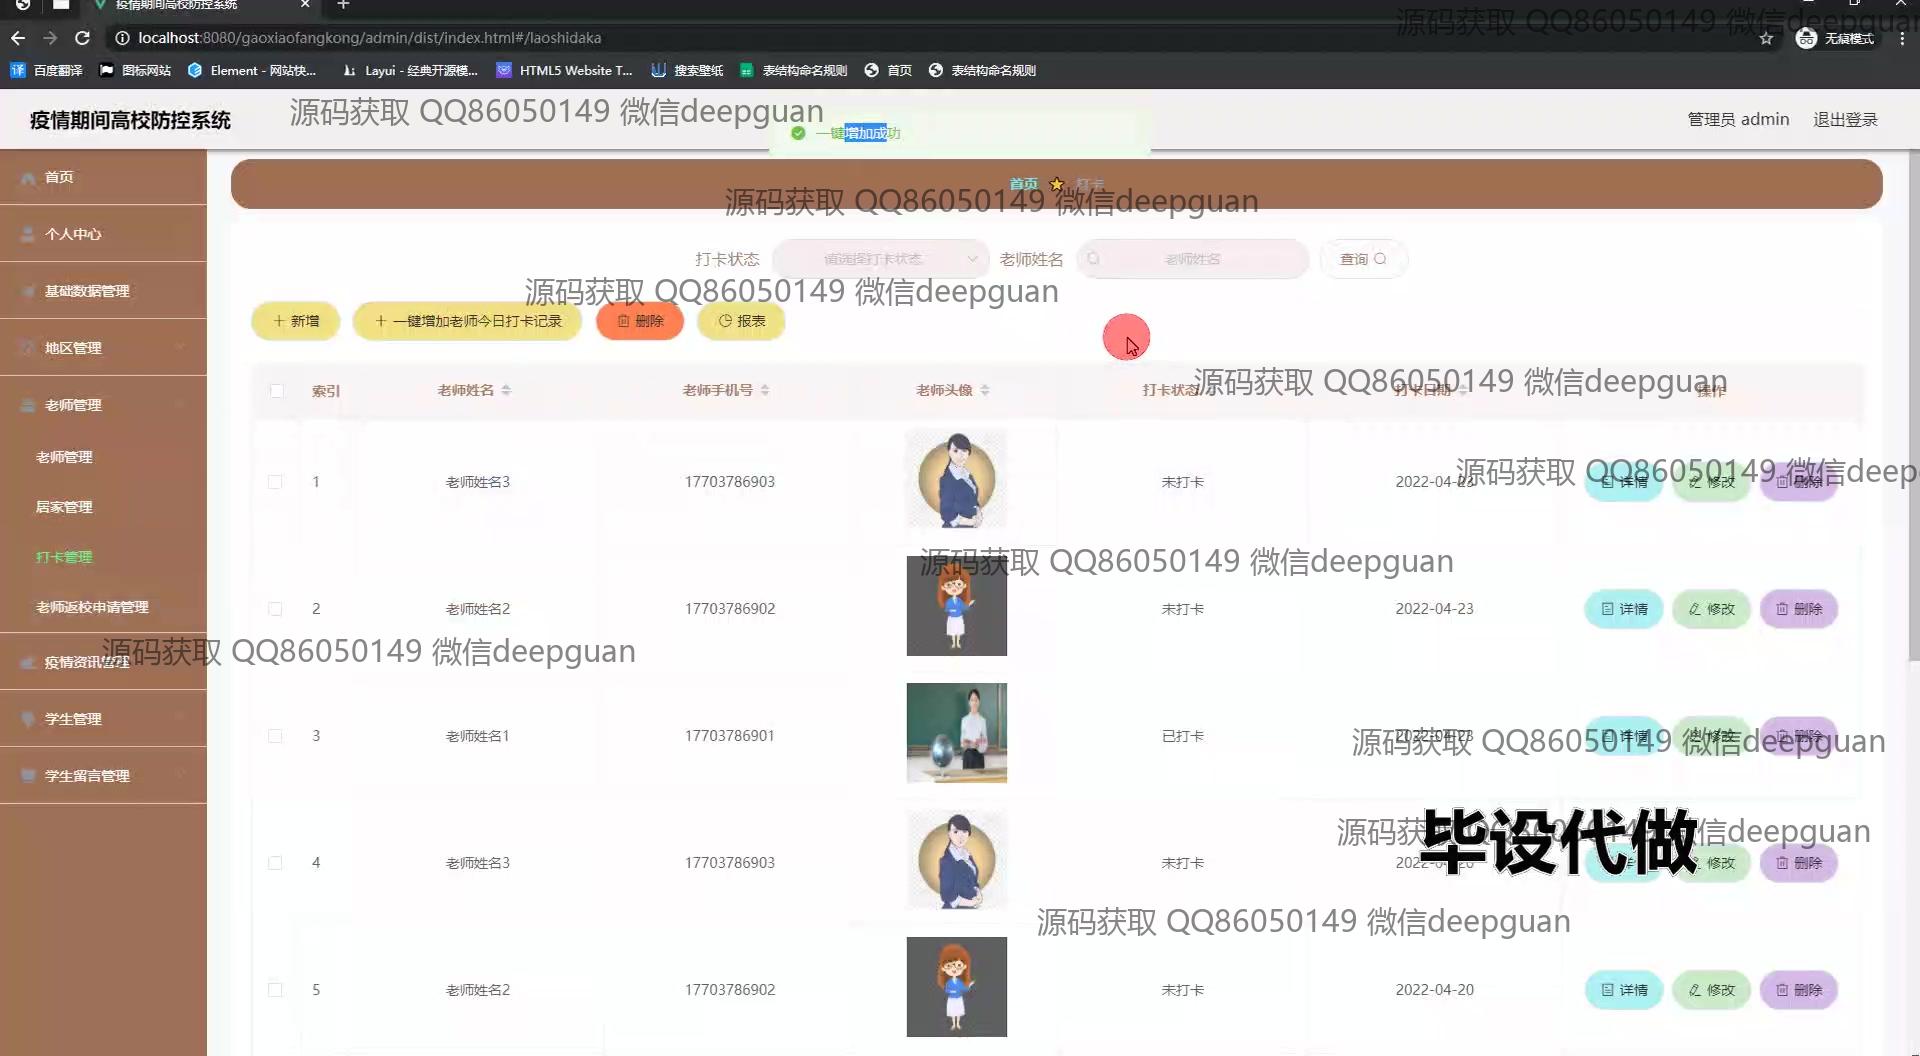 疫情期间高校防控系统
localhost:8080/gaoxiaofangkong/admin/dist/index.html#/laoshidaka
无痕模式
百度翻译 图标网站 Element - 网站快... Layui - 经典开源模... HTML5 Website T... 搜索壁纸 表结构命名规则 首页 表结构命名规则
源码获取 QQ86050149 微信deepguan
疫情期间高校防控系统
源码获取 QQ86050149 微信deepguan
一键增加成功
管理员 admin 退出登录
首页
个人中心
基础数据管理
地区管理
老师管理
老师管理
居家管理
打卡管理
老师返校申请管理
疫情资讯管理
学生管理
学生留言管理
首页 打卡
源码获取 QQ86050149 微信deepguan
打卡状态 请选择打卡状态 老师姓名 老师姓名 查询
源码获取 QQ86050149 微信deepguan
新增 一键增加老师今日打卡记录 删除 报表
索引 老师姓名 老师手机号 老师头像 打卡状态 打卡日期 操作
源码获取 QQ86050149 微信deepguan
1 老师姓名3 17703786903 未打卡 2022-04-23 详情 修改 删除
源码获取 QQ86050149 微信deep
源码获取 QQ86050149 微信deepguan
2 老师姓名2 17703786902 未打卡 2022-04-23 详情 修改 删除
源码获取 QQ86050149 微信deepguan
3 老师姓名1 17703786901 已打卡 2022-04-23 详情 修改 删除
源码获取 QQ86050149 微信deepguan
毕设代做
源码获取 QQ86050149 微信deepguan
4 老师姓名3 17703786903 未打卡 2022-04-20 详情 修改 删除
源码获取 QQ86050149 微信deepguan
5 老师姓名2 17703786902 未打卡 2022-04-20 详情 修改 删除